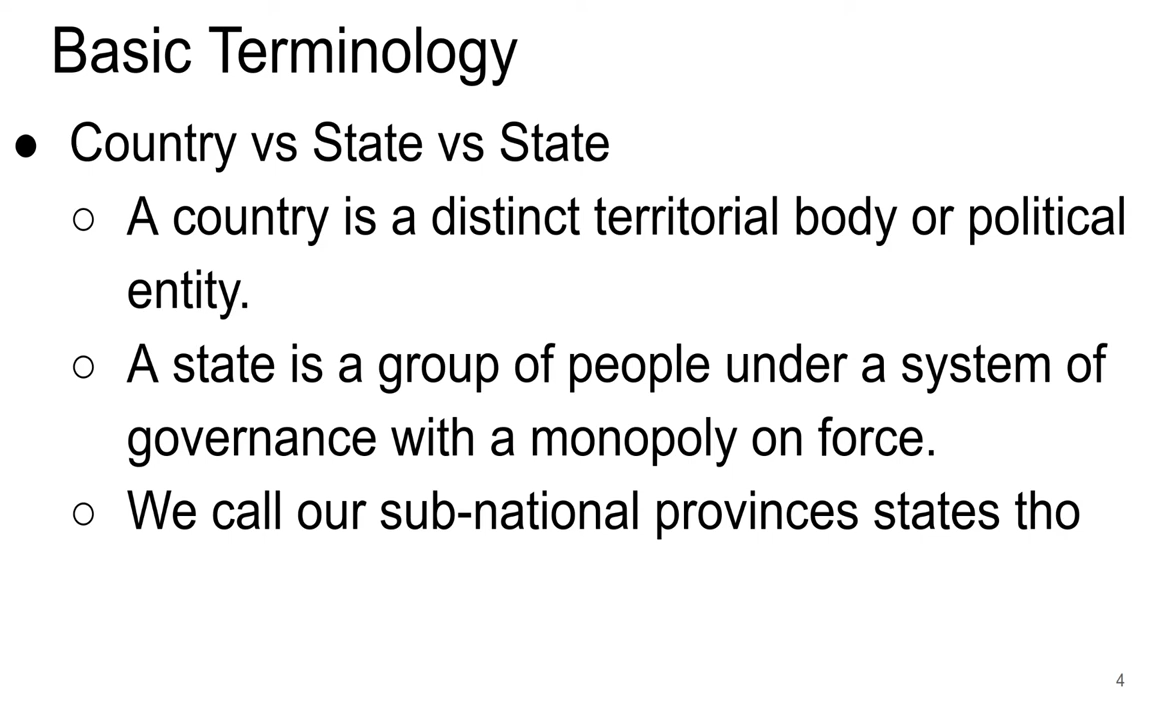 Basic Terminology
● Country vs State vs State
○ A country is a distinct territorial body or political
entity.
○ A state is a group of people under a system of
governance with a monopoly on force.
○ We call our sub-national provinces states tho
4